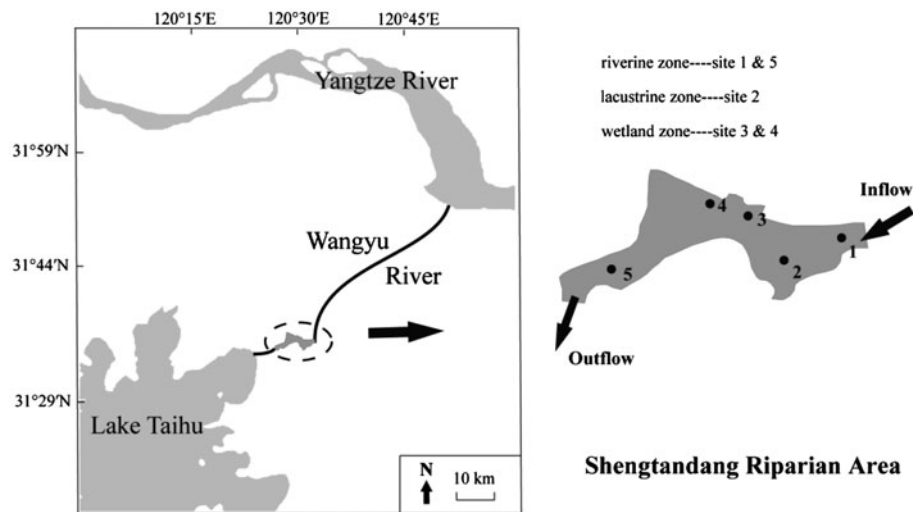 120°15′E 120°30′E 120°45′E
Yangtze River
31°59′N
Wangyu
River
31°44′N
31°29′N
Lake Taihu
N
10 km
riverine zone----site 1 & 5
lacustrine zone----site 2
wetland zone----site 3 & 4
Inflow
4
3
1
2
5
Outflow
Shengtandang Riparian Area